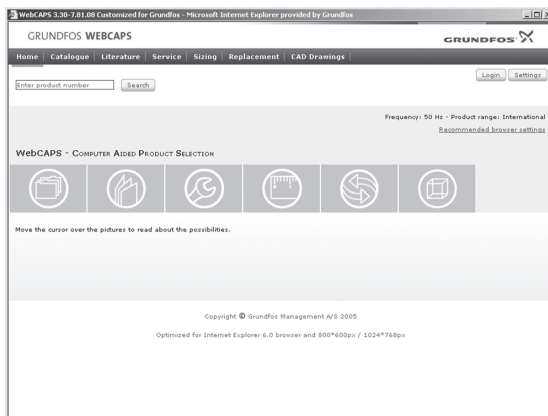 WebCAPS 3.30-7.81.08 Customized for Grundfos - Microsoft Internet Explorer provided by Grundfos
GRUNDFOS WEBCAPS
GRUNDFOS
Home Catalogue Literature Service Sizing Replacement CAD Drawings
Login Settings
Enter product number Search
Frequency: 50 Hz - Product range: International
Recommended browser settings
WebCAPS - Computer Aided Product Selection
Move the cursor over the pictures to read about the possibilities.
Copyright © Grundfos Management A/S 2005
Optimized for Internet Explorer 6.0 browser and 800*600px / 1024*768px